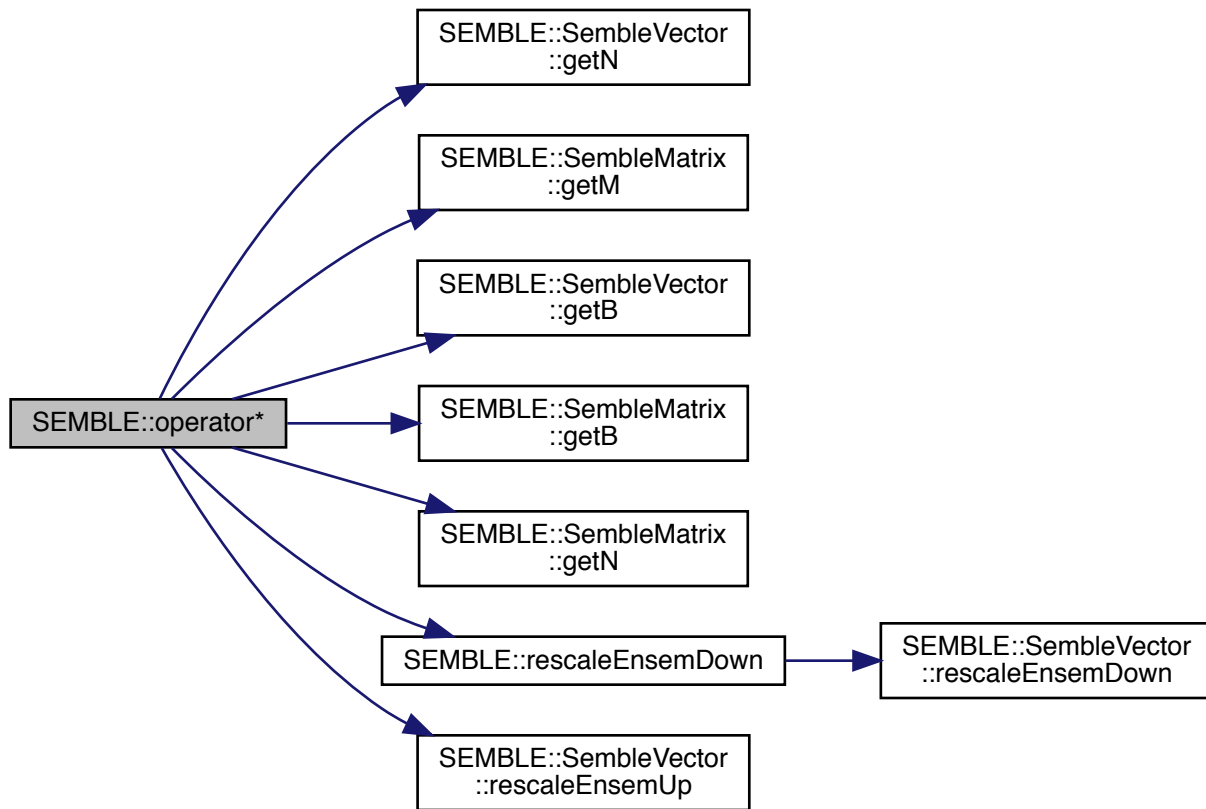 SEMBLE::SembleVector
::getN
SEMBLE::SembleMatrix
::getM
SEMBLE::SembleVector
::getB
SEMBLE::operator*
SEMBLE::SembleMatrix
::getB
SEMBLE::SembleMatrix
::getN
SEMBLE::rescaleEnsemDown
SEMBLE::SembleVector
::rescaleEnsemDown
SEMBLE::SembleVector
::rescaleEnsemUp